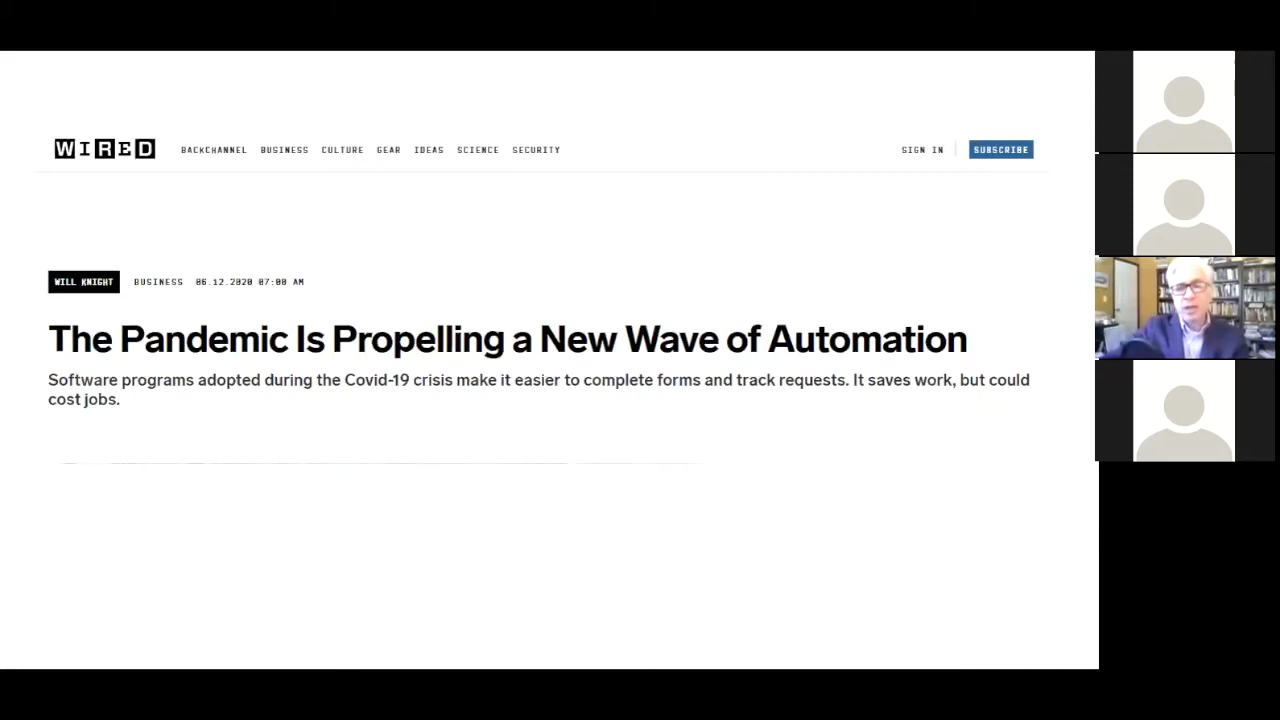 WIRED BACKCHANNEL BUSINESS CULTURE GEAR IDEAS SCIENCE SECURITY SIGN IN SUBSCRIBE
WILL KNIGHT BUSINESS 06.12.2020 07:00 AM
The Pandemic Is Propelling a New Wave of Automation
Software programs adopted during the Covid-19 crisis make it easier to complete forms and track requests. It saves work, but could
cost jobs.